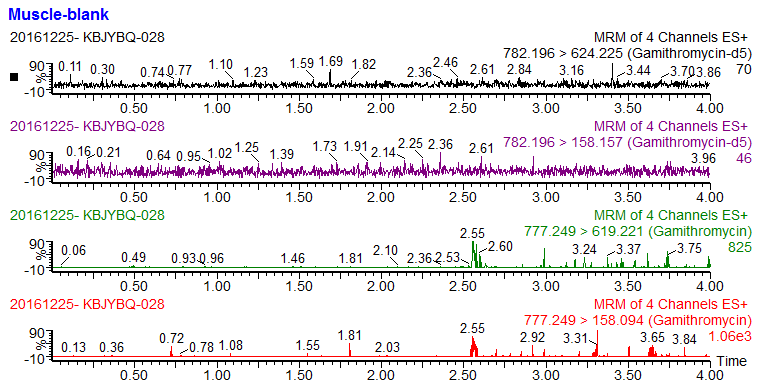 Muscle-blank
20161225- KBJYBQ-028
MRM of 4 Channels ES+
782.196 > 624.225 (Gamithromycin-d5)
70
90
%
-10
0.11 0.30 0.74 0.77 1.10 1.23 1.59 1.69 1.82 2.36 2.46 2.61 2.84 3.16 3.44 3.70 3.86
0.50 1.00 1.50 2.00 2.50 3.00 3.50 4.00
20161225- KBJYBQ-028
MRM of 4 Channels ES+
782.196 > 158.157 (Gamithromycin-d5)
46
90
%
-10
0.16 0.21 0.64 0.95 1.02 1.25 1.39 1.73 1.91 2.14 2.25 2.36 2.61 3.96
0.50 1.00 1.50 2.00 2.50 3.00 3.50 4.00
20161225- KBJYBQ-028
MRM of 4 Channels ES+
777.249 > 619.221 (Gamithromycin)
825
90
%
-10
0.06 0.49 0.93 0.96 1.46 1.81 2.10 2.36 2.53 2.55 2.60 3.24 3.37 3.75
0.50 1.00 1.50 2.00 2.50 3.00 3.50 4.00
20161225- KBJYBQ-028
MRM of 4 Channels ES+
777.249 > 158.094 (Gamithromycin)
1.06e3
90
%
-10
0.13 0.36 0.72 0.78 1.08 1.55 1.81 2.03 2.55 2.92 3.31 3.65 3.84
Time
0.50 1.00 1.50 2.00 2.50 3.00 3.50 4.00